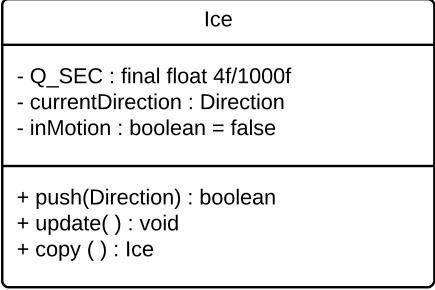 Ice
- Q_SEC : final float 4f/1000f
- currentDirection : Direction
- inMotion : boolean = false
+ push(Direction) : boolean
+ update( ) : void
+ copy ( ) : Ice